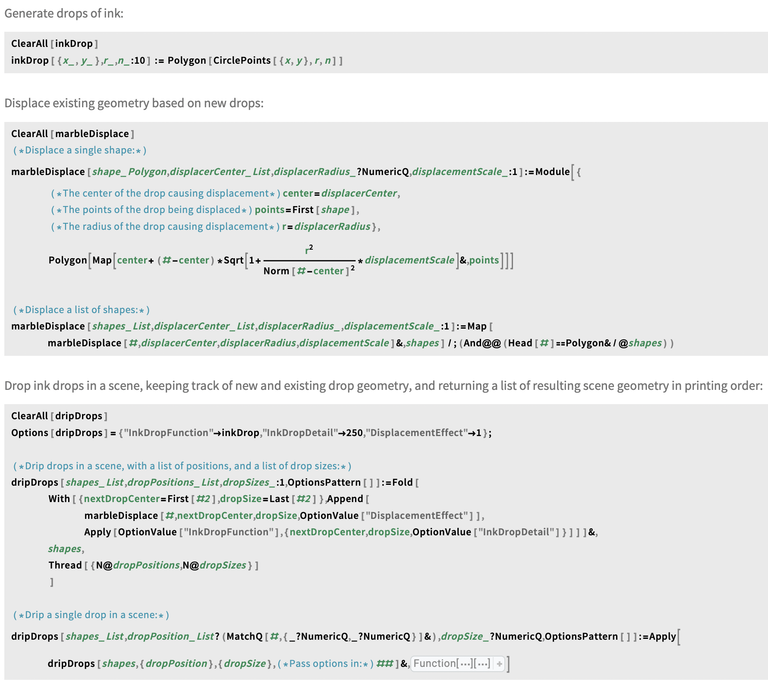 Generate drops of ink:
ClearAll[inkDrop]
inkDrop[{x_,y_},r_,n_:10] := Polygon[CirclePoints[{x,y},r,n]]
Displace existing geometry based on new drops:
ClearAll[marbleDisplace]
(*Displace a single shape:*)
marbleDisplace[shape_Polygon,displacerCenter_List,displacerRadius_?NumericQ,displacementScale_:1]:=Module[{
(*The center of the drop causing displacement*) center=displacerCenter,
(*The points of the drop being displaced*) points=First[shape],
(*The radius of the drop causing displacement*) r=displacerRadius},
Polygon[Map[center+(#-center)*Sqrt[1+r²/Norm[#-center]²*displacementScale]&,points]]]
(*Displace a list of shapes:*)
marbleDisplace[shapes_List,displacerCenter_List,displacerRadius_,displacementScale_:1]:=Map[
marbleDisplace[#,displacerCenter,displacerRadius,displacementScale]&,shapes]/;(And@@(Head[#]==Polygon&/@shapes))
Drop ink drops in a scene, keeping track of new and existing drop geometry, and returning a list of resulting scene geometry in printing order:
ClearAll[dripDrops]
Options[dripDrops]={"InkDropFunction"→inkDrop,"InkDropDetail"→250,"DisplacementEffect"→1};
(*Drip drops in a scene, with a list of positions, and a list of drop sizes:*)
dripDrops[shapes_List,dropPositions_List,dropSizes_:1,OptionsPattern[]]:=Fold[
With[{nextDropCenter=First[#2],dropSize=Last[#2]},Append[
marbleDisplace[#,nextDropCenter,dropSize,OptionValue["DisplacementEffect"]],
Apply[OptionValue["InkDropFunction"],{nextDropCenter,dropSize,OptionValue["InkDropDetail"]}]]]&,
shapes,
Thread[{N@dropPositions,N@dropSizes}]
]
(*Drip a single drop in a scene:*)
dripDrops[shapes_List,dropPosition_List?(MatchQ[#,{_?NumericQ,_?NumericQ}]&),dropSize_?NumericQ,OptionsPattern[]]:=Apply[
dripDrops[shapes,{dropPosition},{dropSize},(*Pass options in:*)##]&,Function[...][...] +]